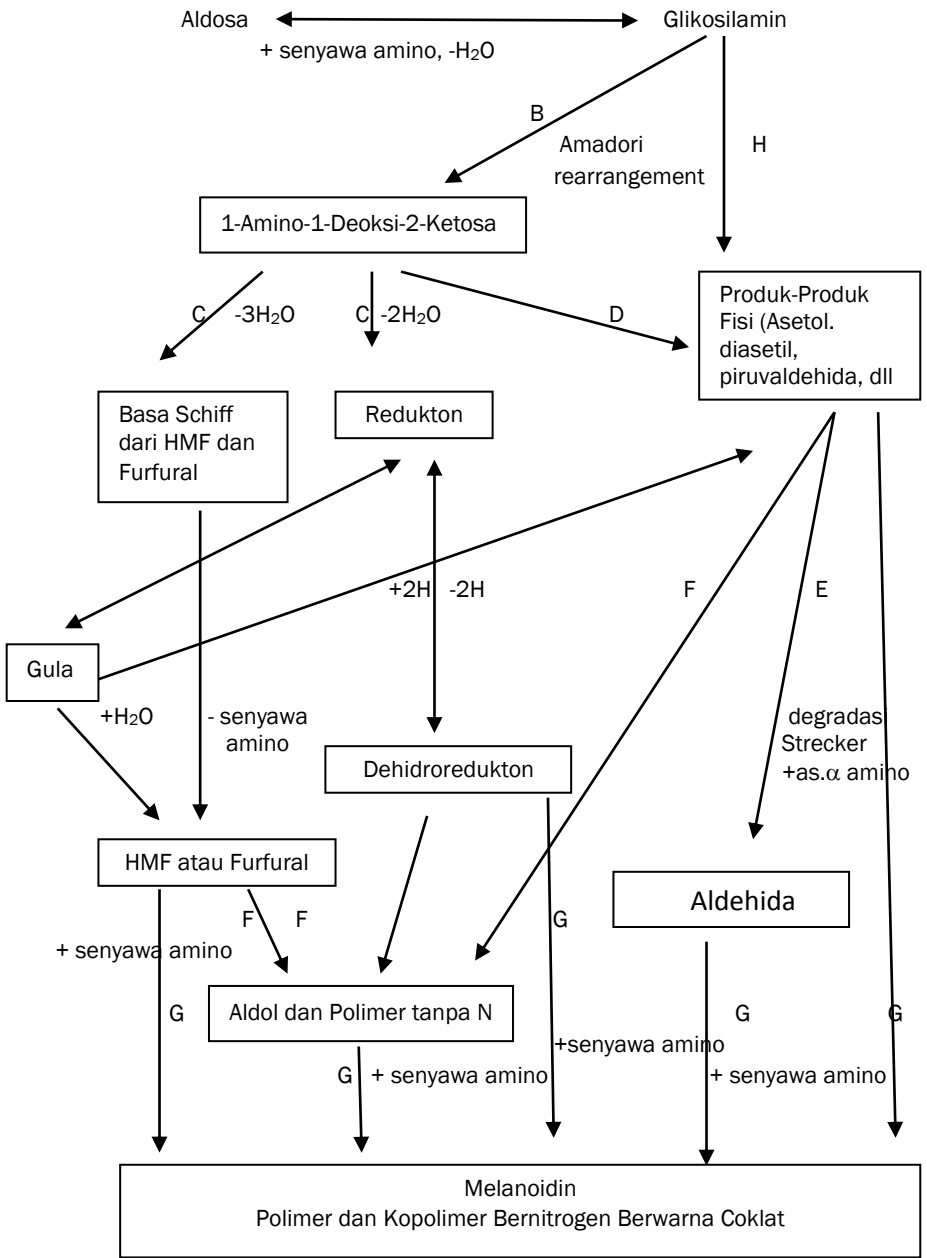 Aldosa
Glikosilamin
+ senyawa amino, -H₂O
B
Amadori
rearrangement
H
1-Amino-1-Deoksi-2-Ketosa
C
-3H₂O
C
-2H₂O
D
Produk-Produk
Fisi (Asetol.
diasetil,
piruvaldehida, dll
Basa Schiff
dari HMF dan
Furfural
Redukton
+2H
-2H
F
E
Gula
+H₂O
- senyawa
amino
degradasi
Strecker
+as.α amino
Dehidroredukton
HMF atau Furfural
Aldehida
F
F
G
+ senyawa amino
G
Aldol dan Polimer tanpa N
G
G
+senyawa amino
G
+ senyawa amino
+ senyawa amino
Melanoidin
Polimer dan Kopolimer Bernitrogen Berwarna Coklat